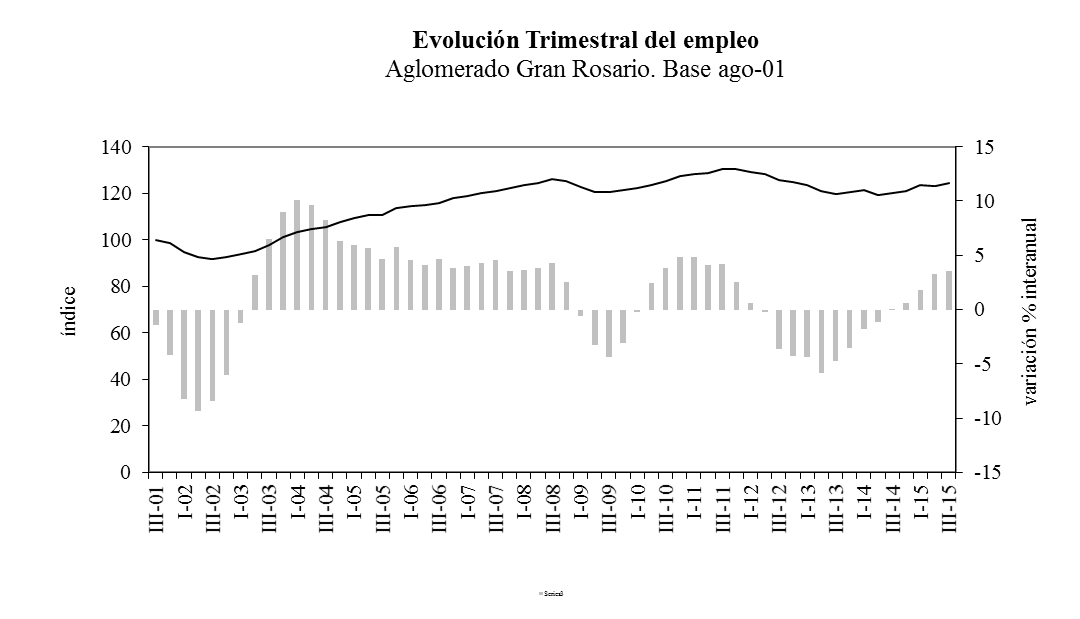 Evolución Trimestral del empleo
Aglomerado Gran Rosario. Base ago-01
140
120
100
80
60
40
20
0
índice
15
10
5
0
-5
-10
-15
variación % interanual
III-01
I-02
III-02
I-03
III-03
I-04
III-04
I-05
III-05
I-06
III-06
I-07
III-07
I-08
III-08
I-09
III-09
I-10
III-10
I-11
III-11
I-12
III-12
I-13
III-13
I-14
III-14
I-15
III-15
Series3